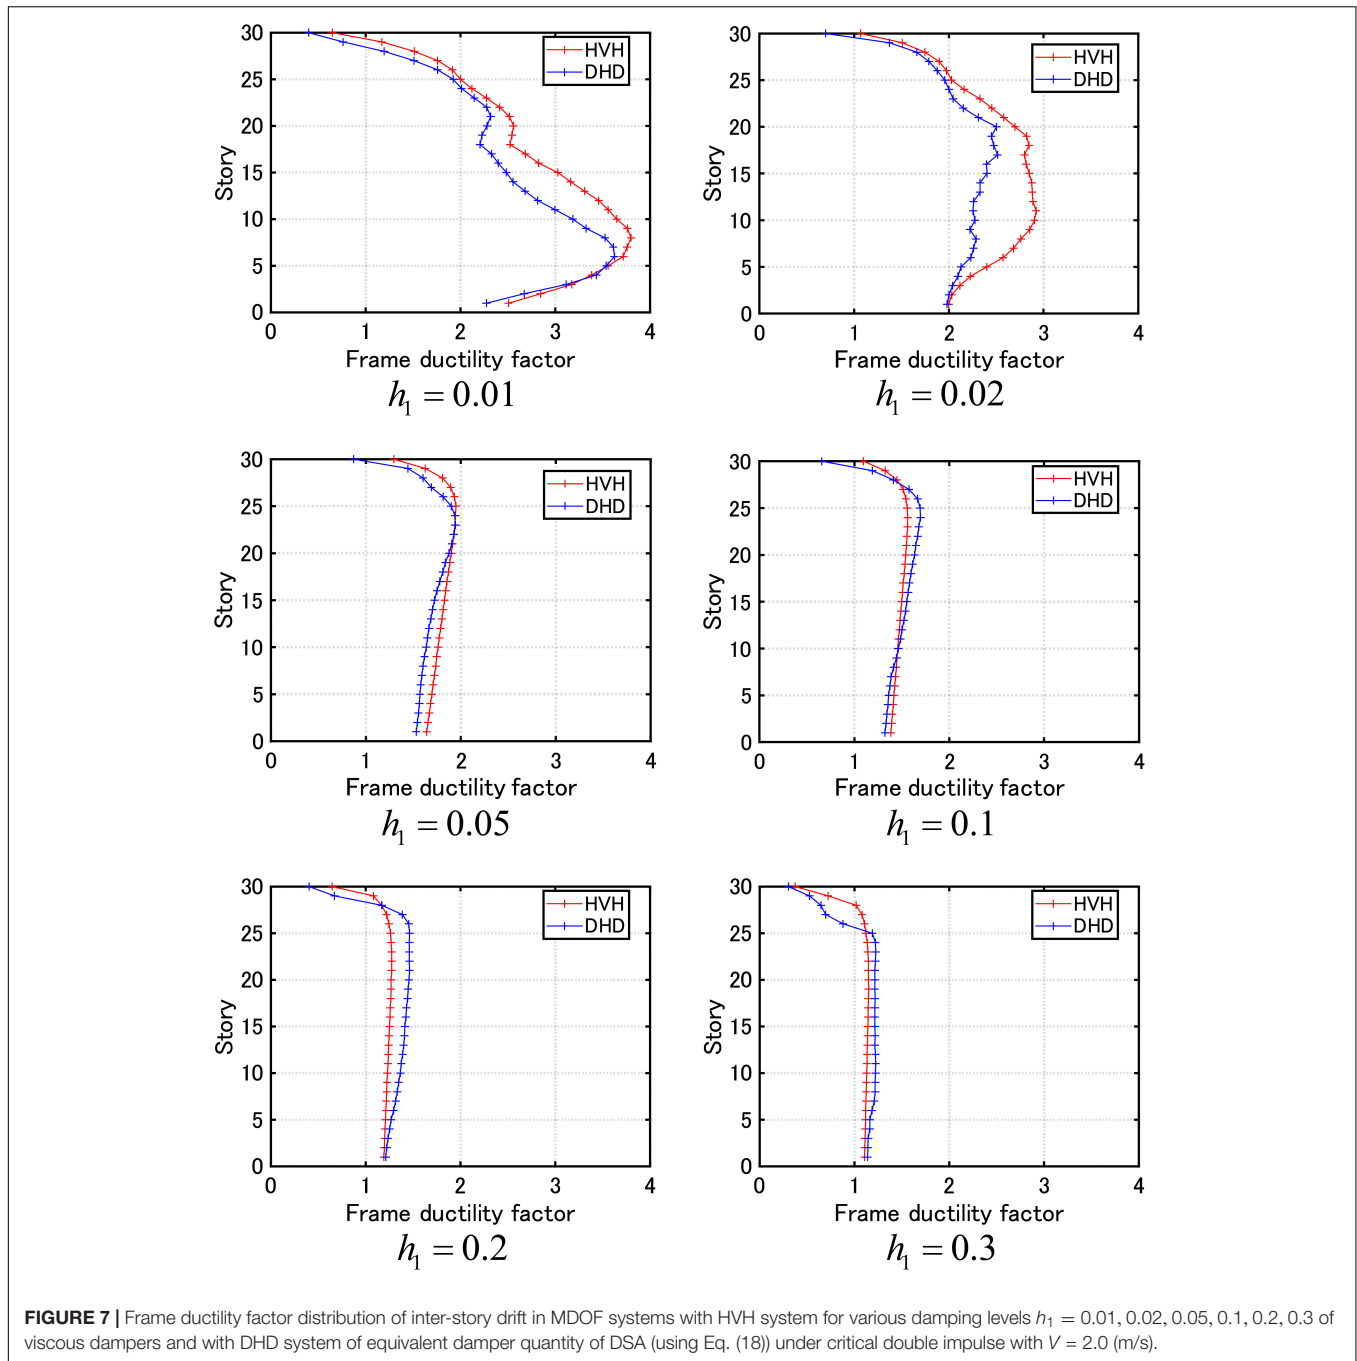 30
25
20
15
10
5
0
Story
HVH
DHD
0 1 2 3 4
Frame ductility factor
h₁ = 0.01
30
25
20
15
10
5
0
Story
HVH
DHD
0 1 2 3 4
Frame ductility factor
h₁ = 0.02
30
25
20
15
10
5
0
Story
HVH
DHD
0 1 2 3 4
Frame ductility factor
h₁ = 0.05
30
25
20
15
10
5
0
Story
HVH
DHD
0 1 2 3 4
Frame ductility factor
h₁ = 0.1
30
25
20
15
10
5
0
Story
HVH
DHD
0 1 2 3 4
Frame ductility factor
h₁ = 0.2
30
25
20
15
10
5
0
Story
HVH
DHD
0 1 2 3 4
Frame ductility factor
h₁ = 0.3
FIGURE 7 | Frame ductility factor distribution of inter-story drift in MDOF systems with HVH system for various damping levels h₁ = 0.01, 0.02, 0.05, 0.1, 0.2, 0.3 of
viscous dampers and with DHD system of equivalent damper quantity of DSA (using Eq. (18)) under critical double impulse with V = 2.0 (m/s).